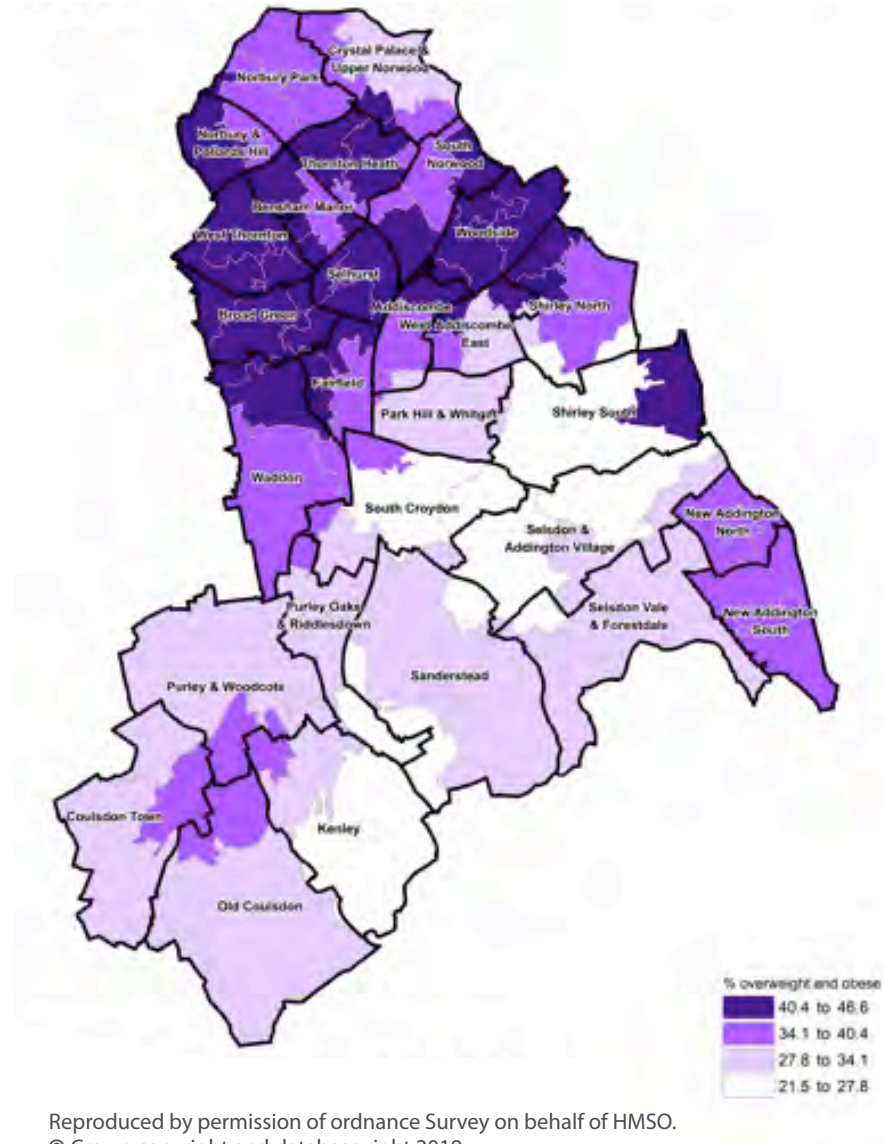 Crystal Palace &
Upper Norwood
Norbury Park
Norbury &
Pollards Hill
Thornton Heath
South
Norwood
Bensham Manor
West Thornton
Woodside
Selhurst
Broad Green
Addiscombe
West
Addiscombe
East
Shirley North
Fairfield
Park Hill & Whitgift
Shirley South
Waddon
South Croydon
New Addington
North
Selsdon &
Addington Village
Purley Oaks
& Riddlesdown
Selsdon Vale
& Forestdale
New Addington
South
Sanderstead
Purley & Woodcote
Coulsdon Town
Kenley
Old Coulsdon
% overweight and obese
40.4 to 46.6
34.1 to 40.4
27.8 to 34.1
21.5 to 27.8
Reproduced by permission of ordnance Survey on behalf of HMSO.